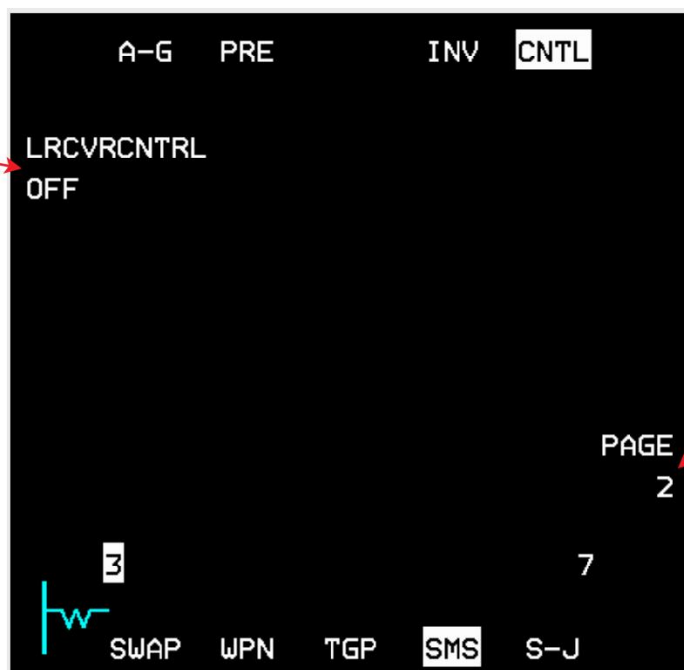 A-G PRE INV CNTL
LRCVRCNTRL
OFF
PAGE
2
3 7
SWAP WPN TGP SMS S-J